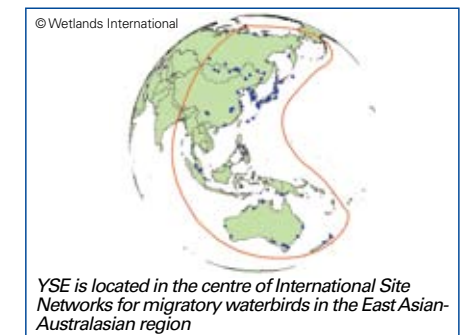 © Wetlands International
YSE is located in the centre of International Site
Networks for migratory waterbirds in the East Asian-
Australasian region